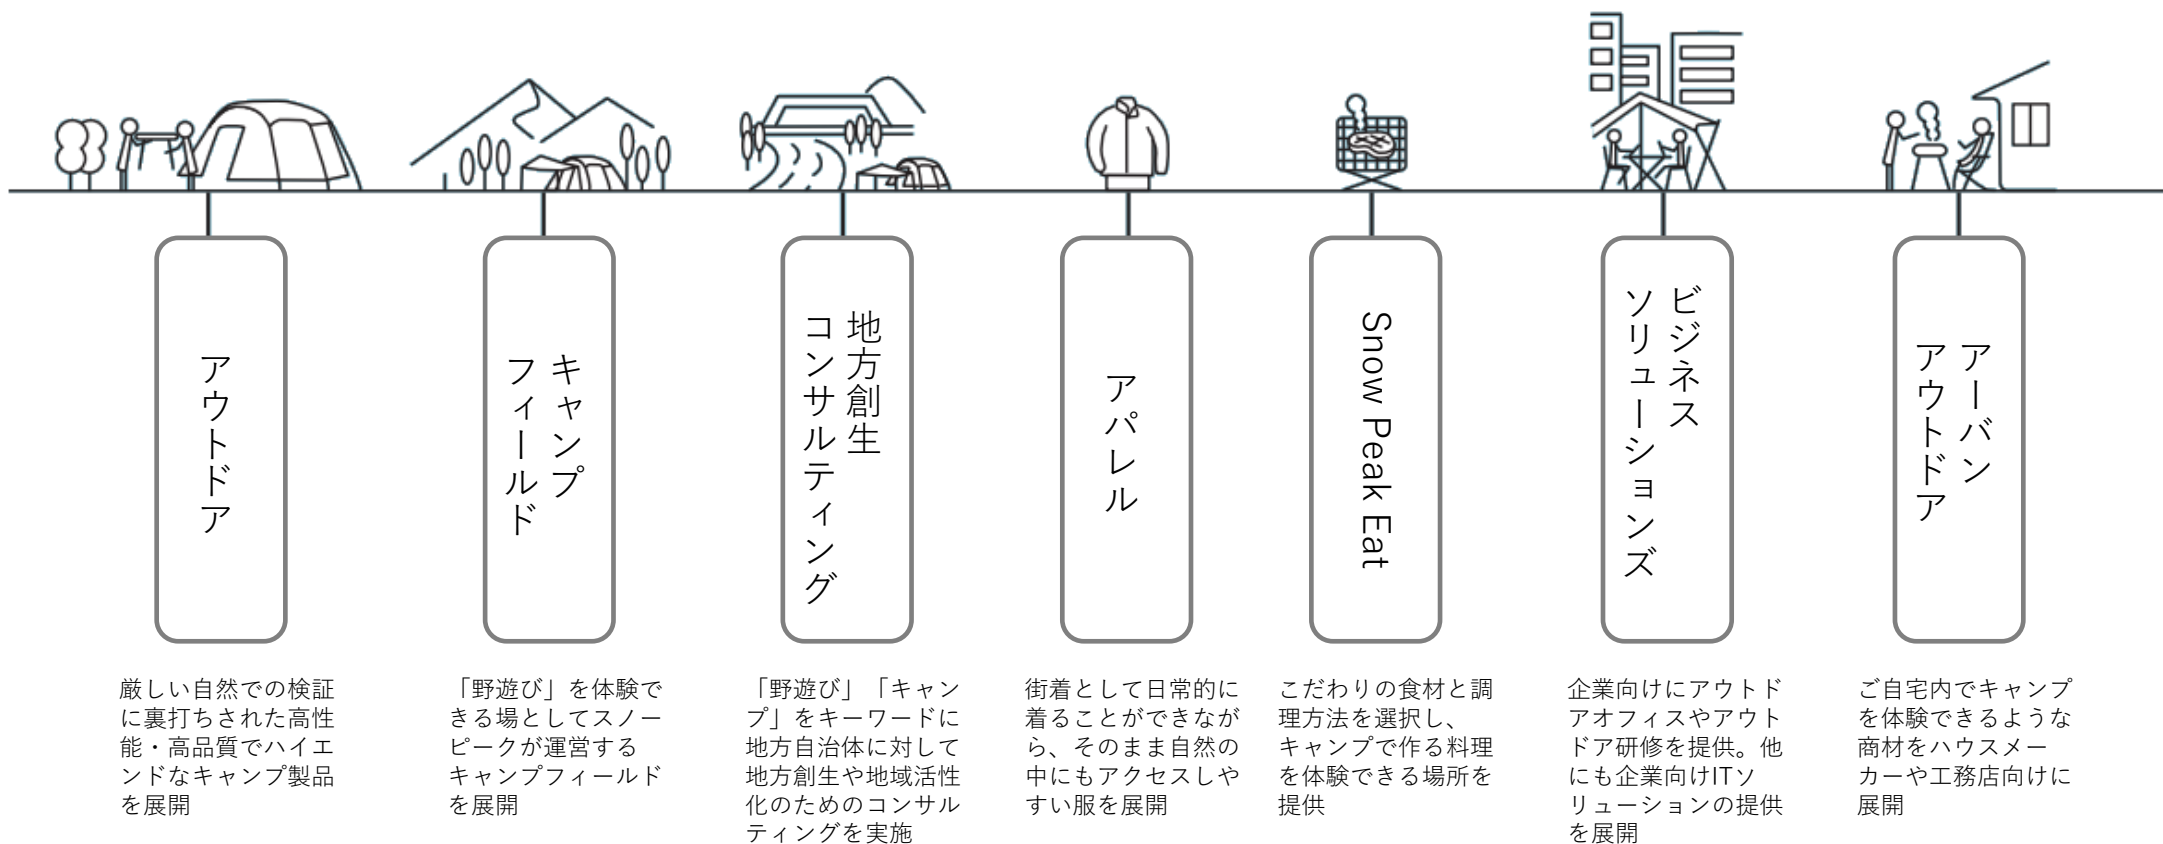 アウトドア
厳しい自然での検証
に裏打ちされた高性
能・高品質でハイエ
ンドなキャンプ製品
を展開
キャンプ
フィールド
「野遊び」を体験で
きる場としてスノー
ピークが運営する
キャンプフィールド
を展開
地方創生
コンサルティング
「野遊び」「キャン
プ」をキーワードに
地方自治体に対して
地方創生や地域活性
化のためのコンサル
ティングを実施
アパレル
街着として日常的に
着ることができなが
ら、そのまま自然の
中にもアクセスしや
すい服を展開
Snow Peak Eat
こだわりの食材と調
理方法を選択し、
キャンプで作る料理
を体験できる場所を
提供
ビジネス
ソリューションズ
企業向けにアウトド
アオフィスやアウト
ドア研修を提供。他
にも企業向けITソ
リューションの提供
を展開
アーバン
アウトドア
ご自宅内でキャンプ
を体験できるような
商材をハウスメー
カーや工務店向けに
展開